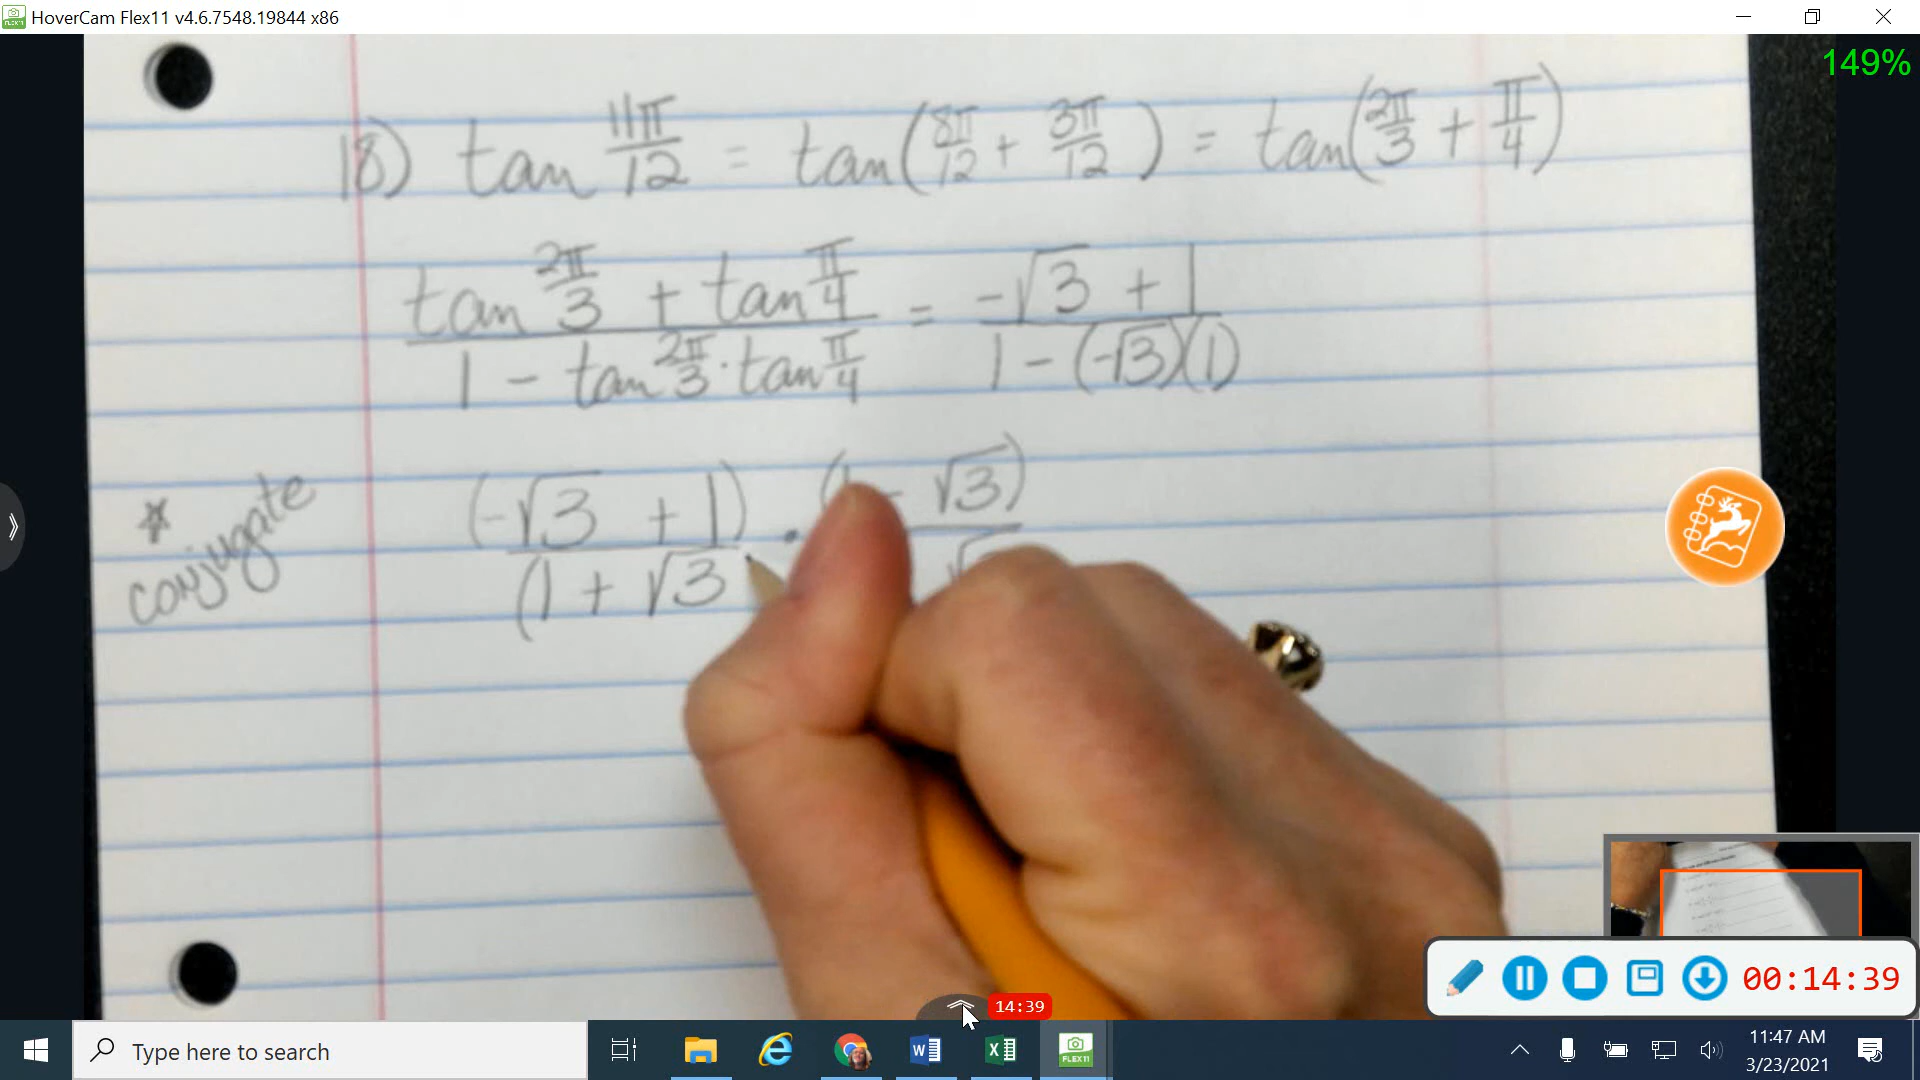 HoverCam Flex11 v4.6.7548.19844 x86
149%
18) tan 11π/12 = tan(8π/12 + 3π/12) = tan(2π/3 + π/4)
tan 2π/3 + tan π/4 / 1 - tan 2π/3 · tan π/4 = -√3 + 1 / 1 - (-√3)(1)
* conjugate
(-√3 + 1) · (1 - √3)
(1 + √3 √
00:14:39
14:39
Type here to search
FLEX11
11:47 AM
3/23/2021